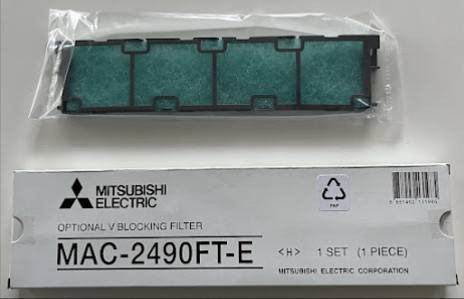 MITSUBISHI
ELECTRIC
PAP
OPTIONAL V BLOCKING FILTER
MAC-2490FT-E
<H> 1 SET (1 PIECE)
MITSUBISHI ELECTRIC CORPORATION